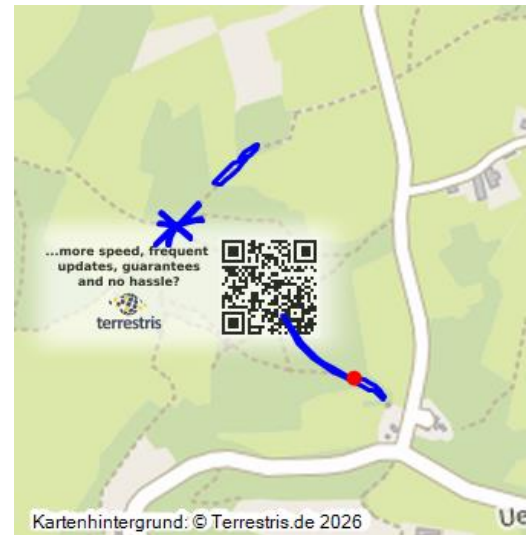 ...more speed, frequent
updates, guarantees
and no hassle?
terrestris
Kartenhintergrund: © Terrestris.de 2026
Ue